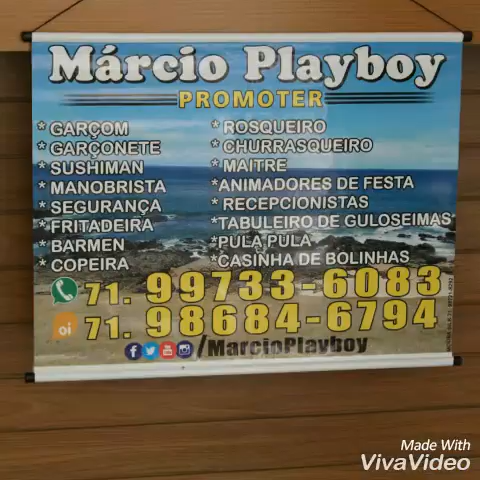 Márcio Playboy
PROMOTER
* GARÇOM
* GARÇONETE
* SUSHIMAN
* MANOBRISTA
* SEGURANÇA
* FRITADEIRA
* BARMEN
* COPEIRA
* ROSQUEIRO
* CHURRASQUEIRO
* MAITRE
*ANIMADORES DE FESTA
* RECEPCIONISTAS
*TABULEIRO DE GULOSEIMAS
*PULA PULA
*CASINHA DE BOLINHAS
71. 99733-6083
oi 71. 98684-6794
/MarcioPlayboy
Made With
VivaVideo